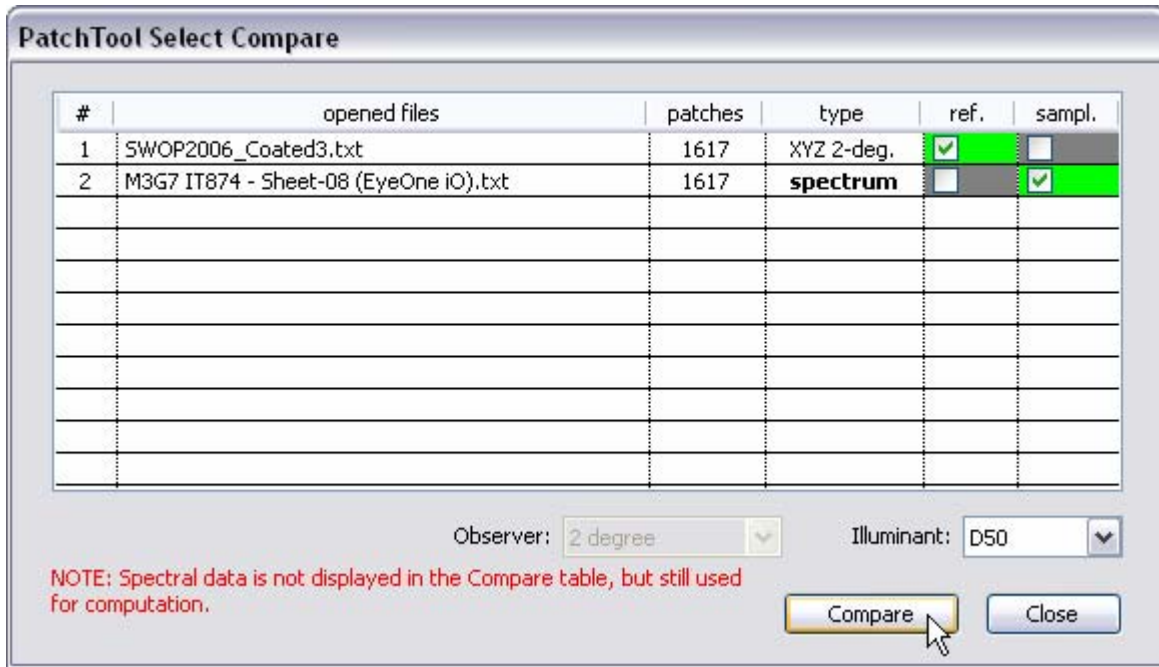 PatchTool Select Compare
# opened files patches type ref. sampl.
1 SWOP2006_Coated3.txt 1617 XYZ 2-deg.
2 M3G7 IT874 - Sheet-08 (EyeOne iO).txt 1617 spectrum
Observer: 2 degree Illuminant: D50
NOTE: Spectral data is not displayed in the Compare table, but still used
for computation.
Compare Close